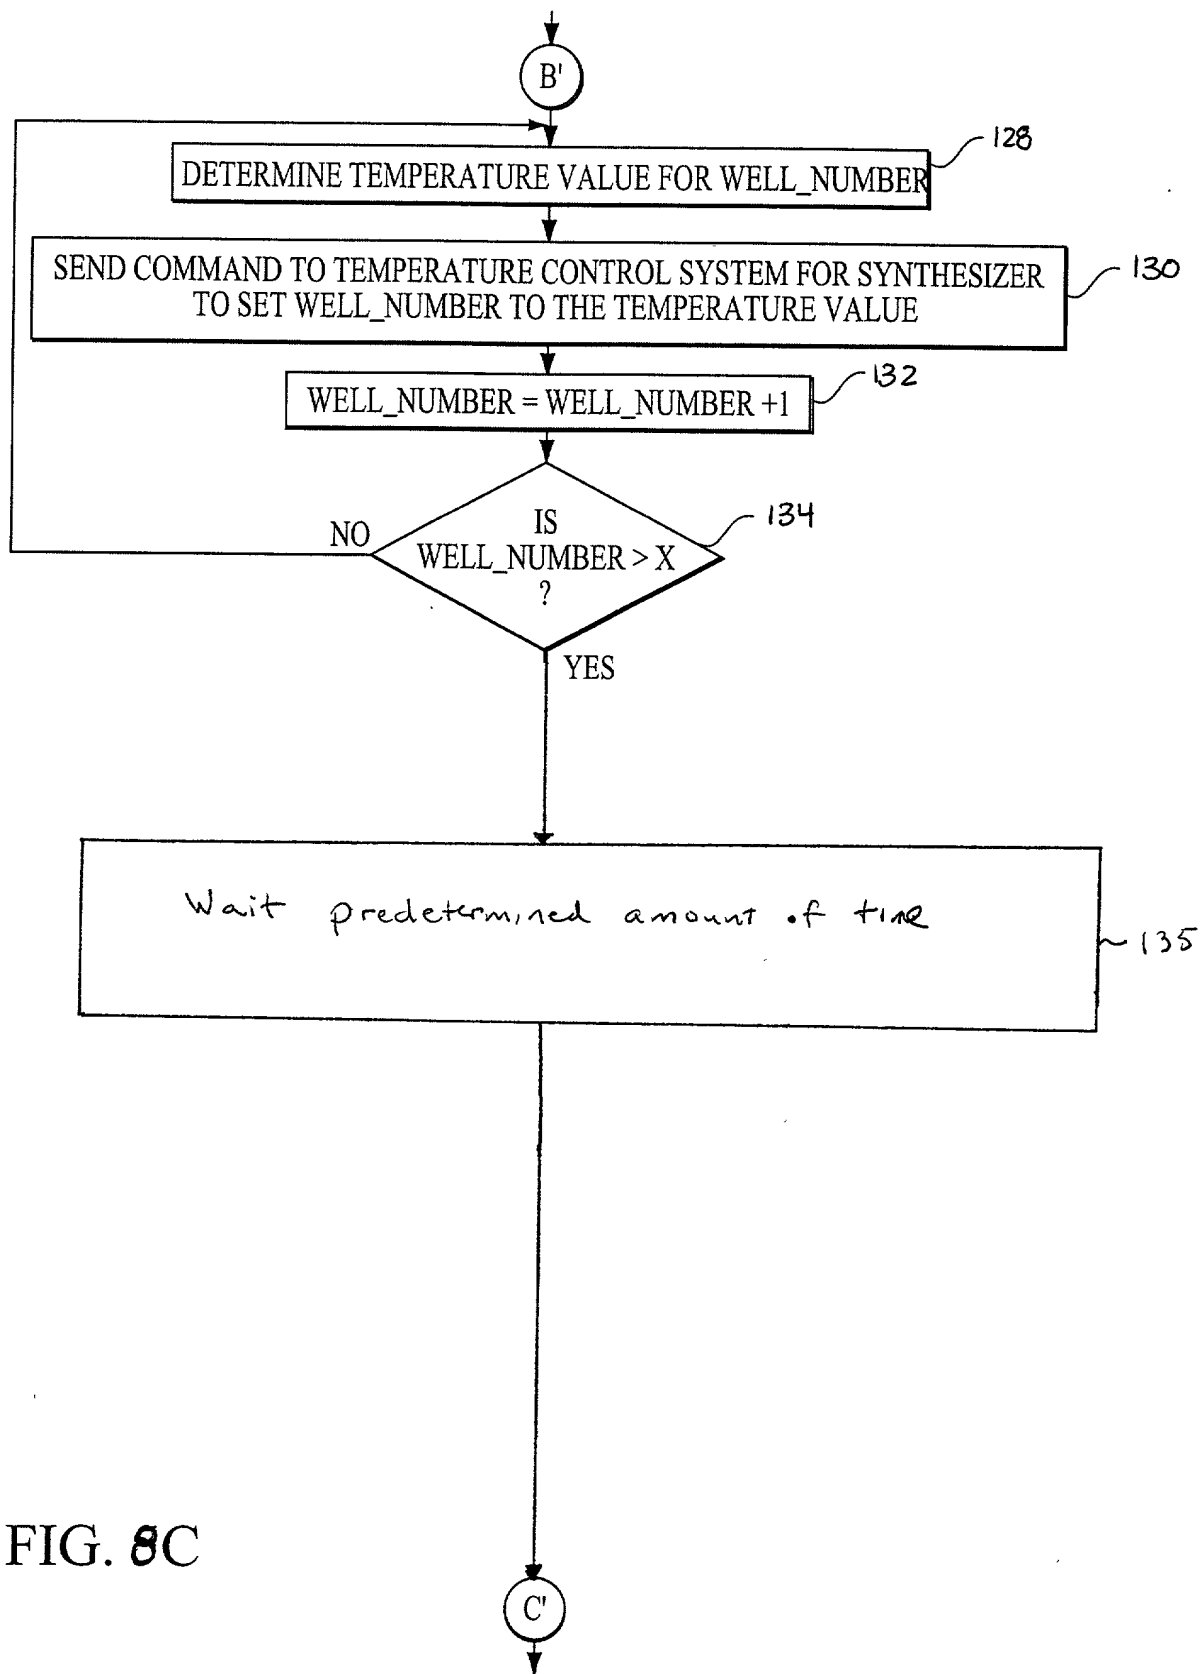 B'
DETERMINE TEMPERATURE VALUE FOR WELL_NUMBER
128
SEND COMMAND TO TEMPERATURE CONTROL SYSTEM FOR SYNTHESIZER
TO SET WELL_NUMBER TO THE TEMPERATURE VALUE
130
WELL_NUMBER = WELL_NUMBER +1
132
IS
WELL_NUMBER > X
?
134
NO
YES
Wait predetermined amount of time
135
FIG. 8C
C'